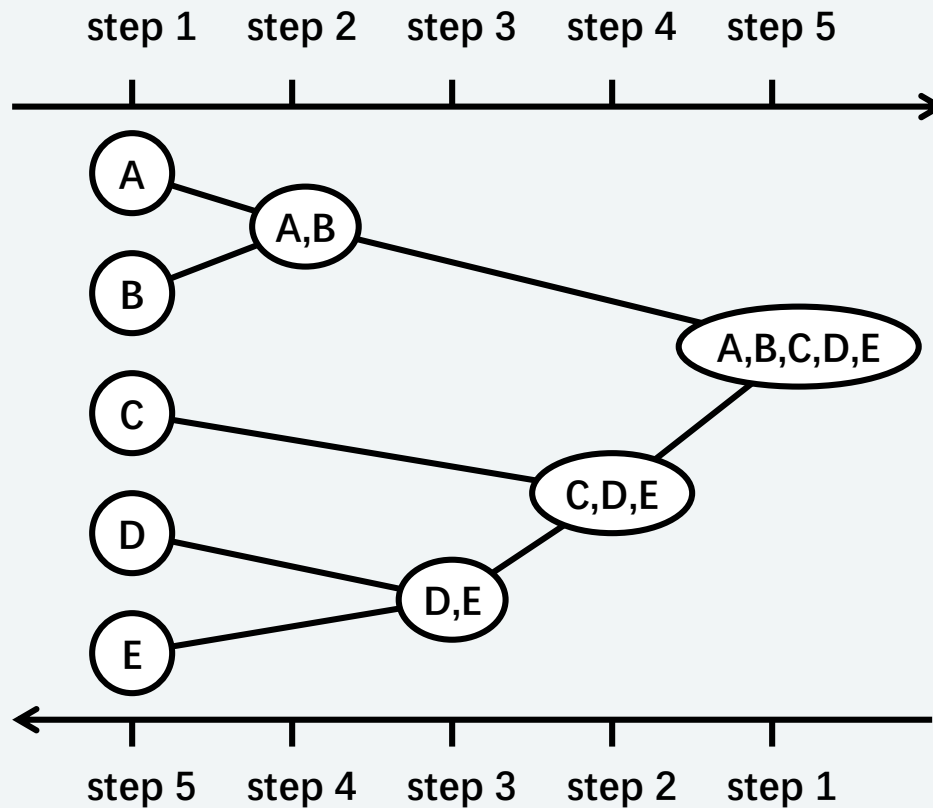 step 1 step 2 step 3 step 4 step 5
A
A,B
B
A,B,C,D,E
C
C,D,E
D
D,E
E
step 5 step 4 step 3 step 2 step 1